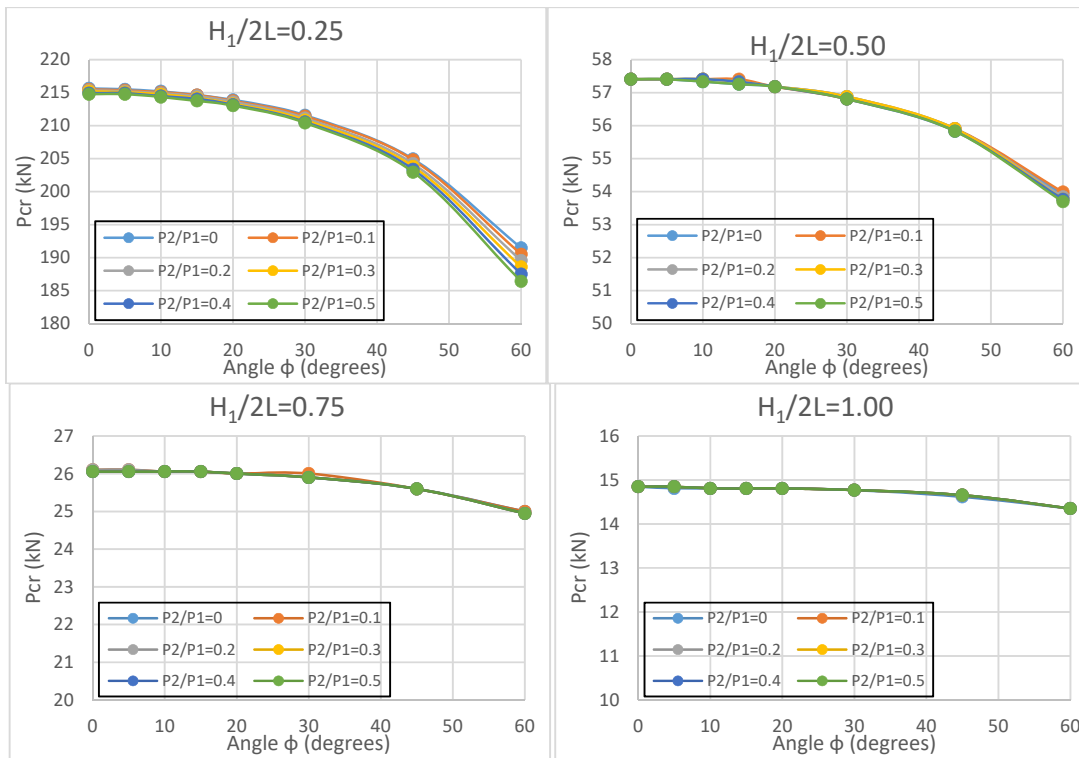 H₁/2L=0.25
220
215
210
205
200
195
190
185
180
Pcr (kN)
P2/P1=0 P2/P1=0.1
P2/P1=0.2 P2/P1=0.3
P2/P1=0.4 P2/P1=0.5
0 10 20 30 40 50 60
Angle ϕ (degrees)
H₁/2L=0.50
58
57
56
55
54
53
52
51
50
Pcr (kN)
P2/P1=0 P2/P1=0.1
P2/P1=0.2 P2/P1=0.3
P2/P1=0.4 P2/P1=0.5
0 10 20 30 40 50 60
Angle ϕ (degrees)
H₁/2L=0.75
27
26
25
24
23
22
21
20
Pcr (kN)
P2/P1=0 P2/P1=0.1
P2/P1=0.2 P2/P1=0.3
P2/P1=0.4 P2/P1=0.5
0 10 20 30 40 50 60
Angle ϕ (degrees)
H₁/2L=1.00
16
15
14
13
12
11
10
Pcr (kN)
P2/P1=0 P2/P1=0.1
P2/P1=0.2 P2/P1=0.3
P2/P1=0.4 P2/P1=0.5
0 10 20 30 40 50 60
Angle ϕ (degrees)